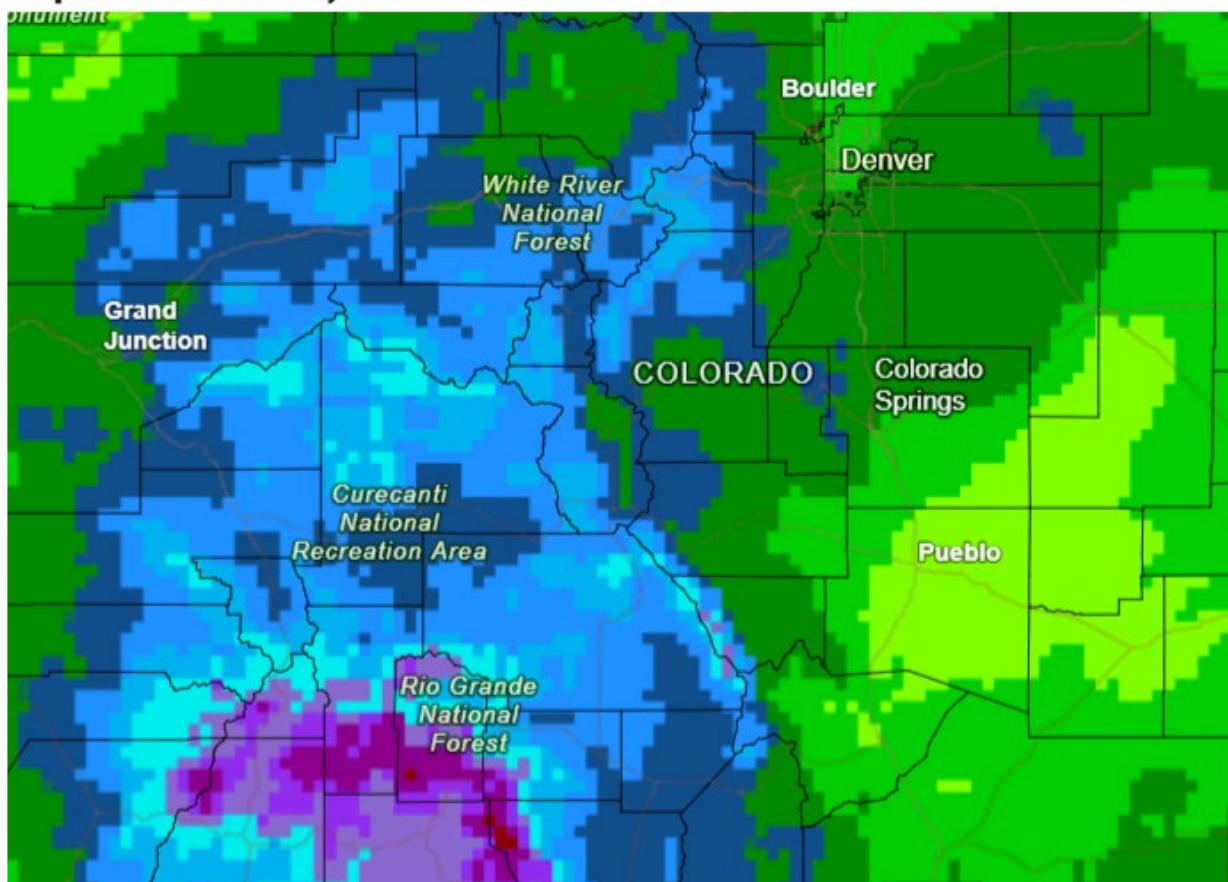 onument
Boulder
Denver
White River
National
Forest
Grand
Junction
COLORADO
Colorado
Springs
Curecanti
National
Recreation Area
Pueblo
Rio Grande
National
Forest